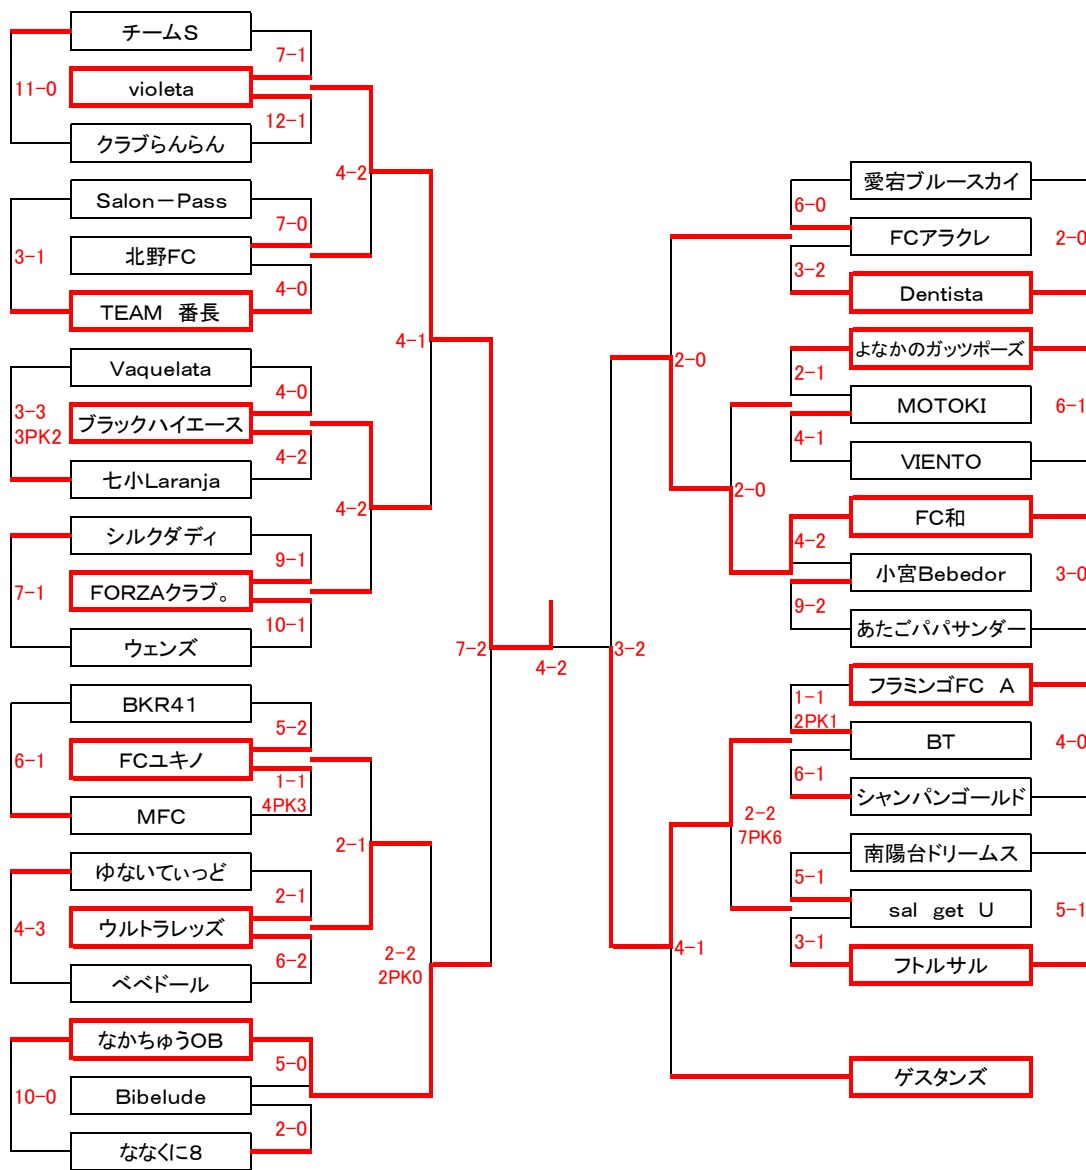 チームS
7-1
11-0
violeta
12-1
クラブらんらん
4-2
Salon－Pass
7-0
3-1
北野FC
4-0
TEAM　番長
4-1
Vaquelata
4-0
3-3
3PK2
ブラックハイエース
4-2
七小Laranja
4-2
シルクダディ
9-1
7-1
FORZAクラブ。
10-1
ウェンズ
7-2
BKR41
5-2
6-1
FCユキノ
1-1
4PK3
MFC
2-1
ゆないてぃっど
2-1
4-3
ウルトラレッズ
6-2
ベベドール
2-2
2PK0
なかちゅうOB
5-0
10-0
Bibelude
2-0
ななくに8
4-2
3-2
愛宕ブルースカイ
6-0
FCアラクレ
2-0
3-2
Dentista
2-0
よなかのガッツポーズ
2-1
MOTOKI
6-1
4-1
VIENTO
2-0
FC和
4-2
小宮Bebedor
3-0
9-2
あたごパパサンダー
フラミンゴFC　A
1-1
2PK1
BT
4-0
6-1
シャンパンゴールド
2-2
7PK6
南陽台ドリームス
5-1
sal　get　U
5-1
3-1
フトルサル
4-1
ゲスタンズ